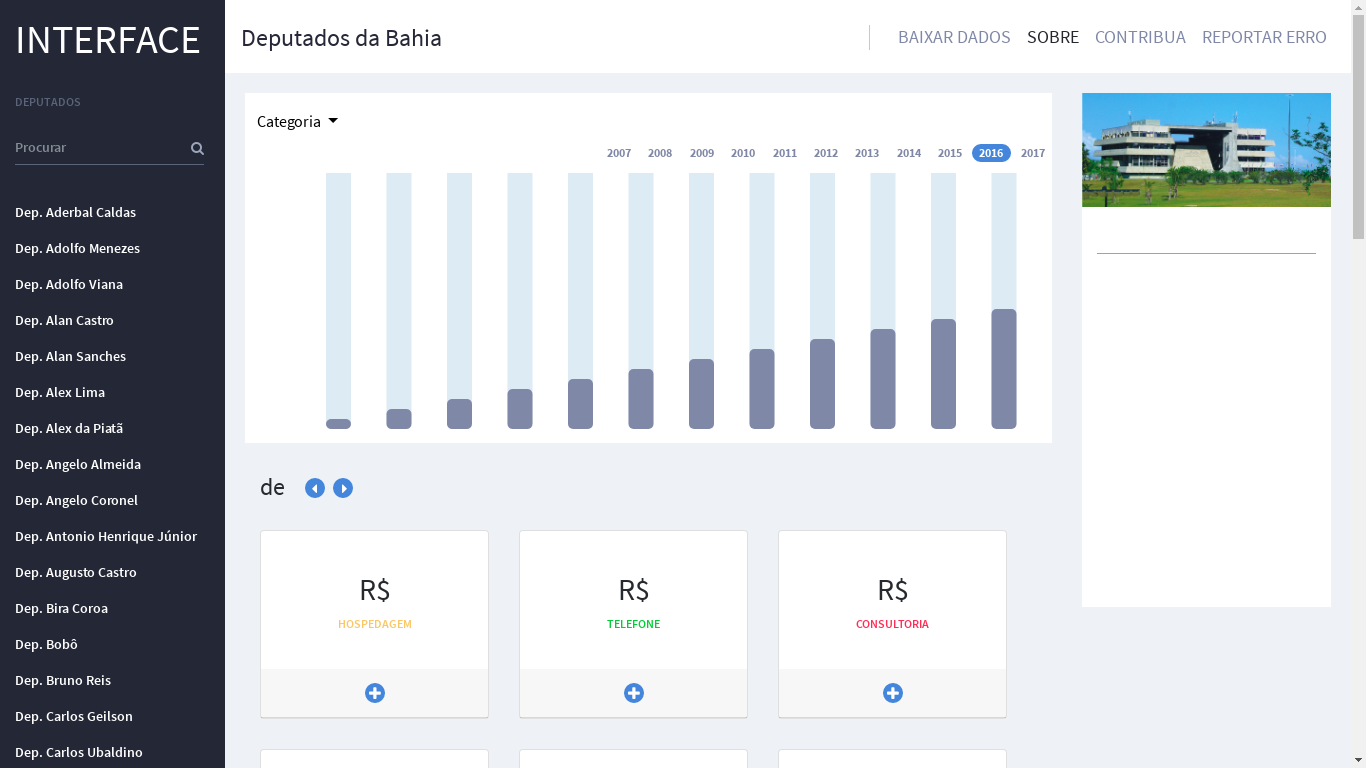 INTERFACE
DEPUTADOS
Procurar
Dep. Aderbal Caldas
Dep. Adolfo Menezes
Dep. Adolfo Viana
Dep. Alan Castro
Dep. Alan Sanches
Dep. Alex Lima
Dep. Alex da Piatã
Dep. Angelo Almeida
Dep. Angelo Coronel
Dep. Antonio Henrique Júnior
Dep. Augusto Castro
Dep. Bira Coroa
Dep. Bobô
Dep. Bruno Reis
Dep. Carlos Geilson
Dep. Carlos Ubaldino
Deputados da Bahia
BAIXAR DADOS SOBRE CONTRIBUA REPORTAR ERRO
Categoria
2007 2008 2009 2010 2011 2012 2013 2014 2015 2016 2017
de
R$ R$ R$
HOSPEDAGEM TELEFONE CONSULTORIA